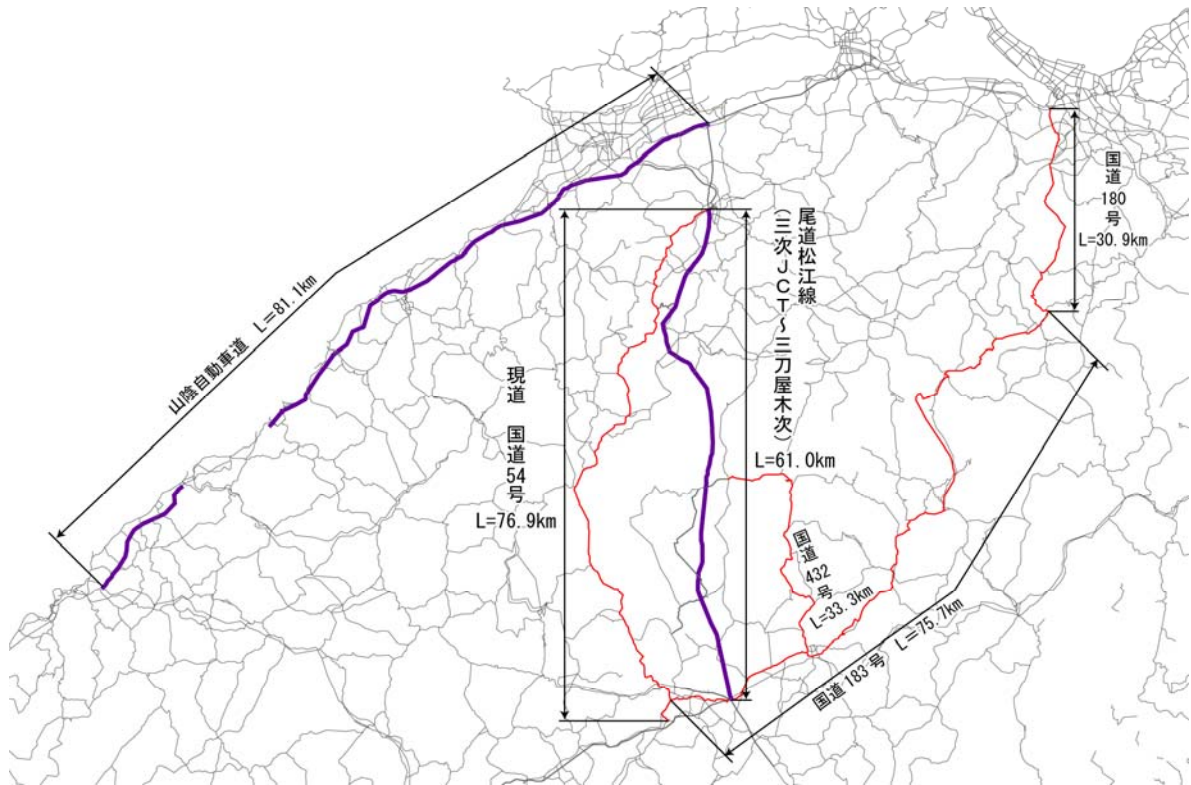 山陰自動車道 L=81.1km
現道 国道54号
L=76.9km
尾道松江線
(三次JCT~三刀屋木次)
L=61.0km
国道
180
号
L=30.9km
国道
432
号
L=33.3km
国道183号 L=75.7km